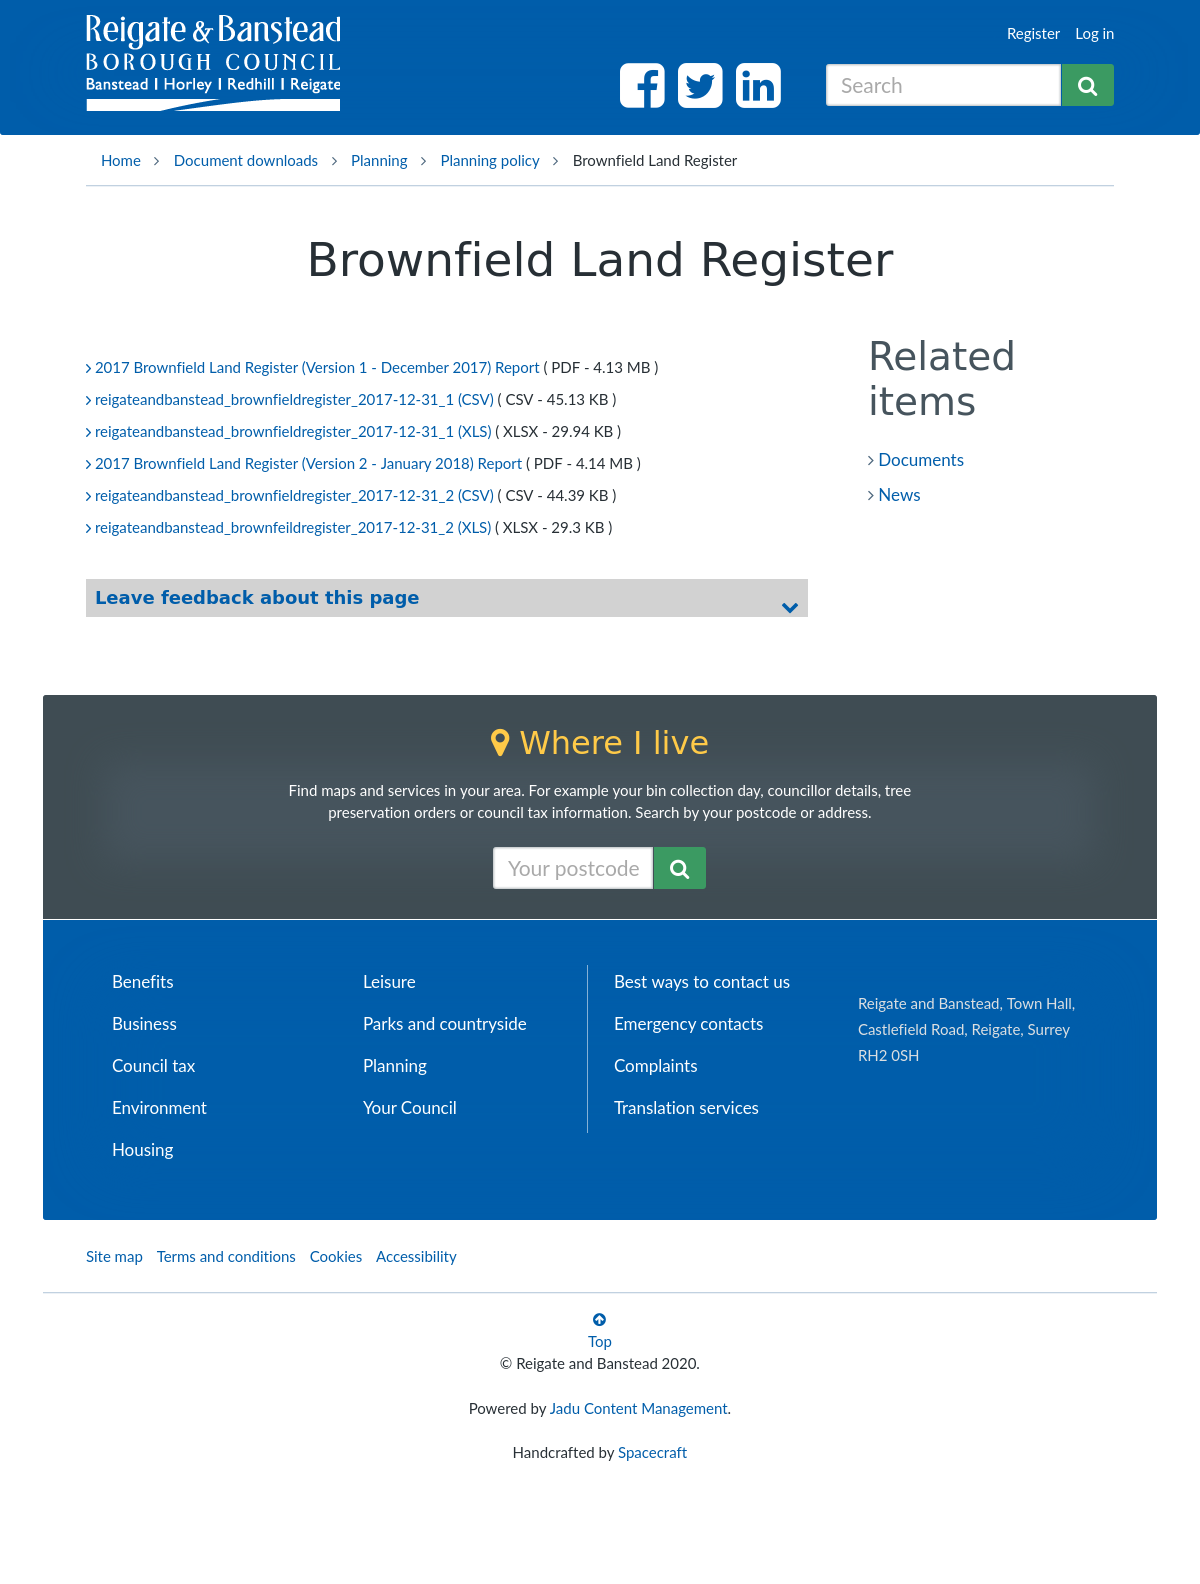 Reigate & Banstead
BOROUGH COUNCIL
Banstead I Horley I Redhill I Reigate
Register Log in
Search
Home Document downloads Planning Planning policy Brownfield Land Register
Brownfield Land Register
2017 Brownfield Land Register (Version 1 - December 2017) Report ( PDF - 4.13 MB )
reigateandbanstead_brownfieldregister_2017-12-31_1 (CSV) ( CSV - 45.13 KB )
reigateandbanstead_brownfieldregister_2017-12-31_1 (XLS) ( XLSX - 29.94 KB )
2017 Brownfield Land Register (Version 2 - January 2018) Report ( PDF - 4.14 MB )
reigateandbanstead_brownfieldregister_2017-12-31_2 (CSV) ( CSV - 44.39 KB )
reigateandbanstead_brownfeildregister_2017-12-31_2 (XLS) ( XLSX - 29.3 KB )
Leave feedback about this page
Related
items
Documents
News
Where I live
Find maps and services in your area. For example your bin collection day, councillor details, tree
preservation orders or council tax information. Search by your postcode or address.
Your postcode
Benefits
Business
Council tax
Environment
Housing
Leisure
Parks and countryside
Planning
Your Council
Best ways to contact us
Emergency contacts
Complaints
Translation services
Reigate and Banstead, Town Hall,
Castlefield Road, Reigate, Surrey
RH2 0SH
Site map Terms and conditions Cookies Accessibility
Top
© Reigate and Banstead 2020.
Powered by Jadu Content Management.
Handcrafted by Spacecraft